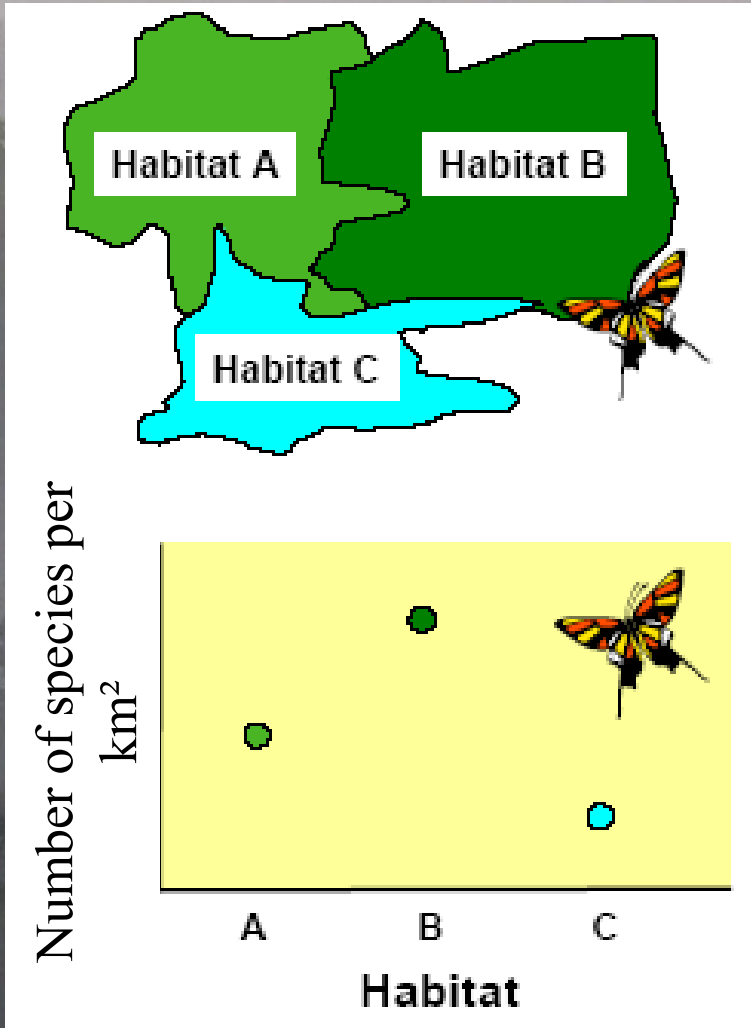 Habitat A
Habitat B
Habitat C
Number of species per
km²
A
B
C
Habitat